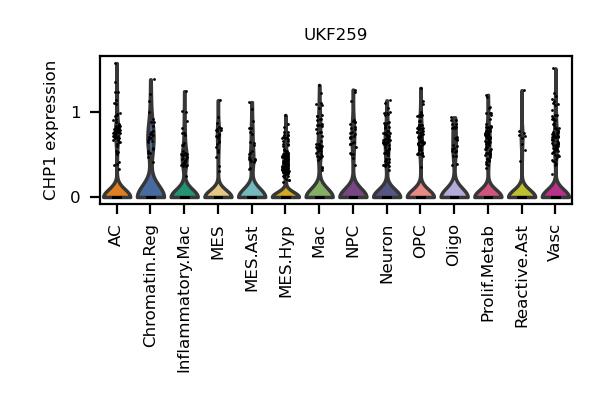 UKF259
CHP1 expression
1
0
AC
Chromatin.Reg
Inflammatory.Mac
MES
MES.Ast
MES.Hyp
Mac
NPC
Neuron
OPC
Oligo
Prolif.Metab
Reactive.Ast
Vasc